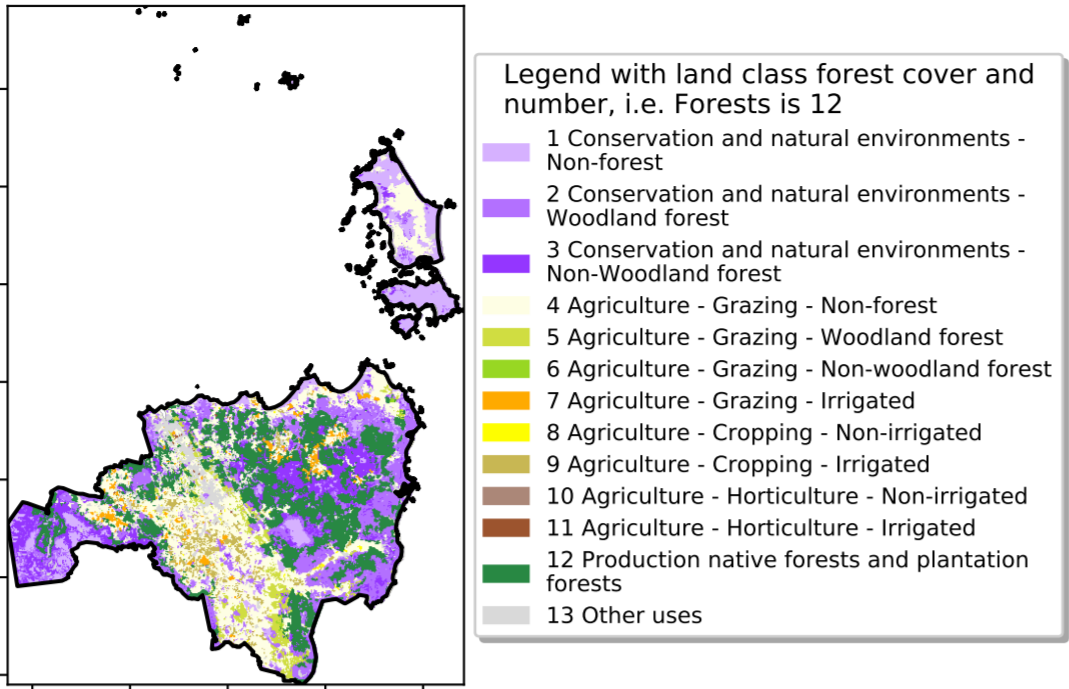 Legend with land class forest cover and
number, i.e. Forests is 12
1 Conservation and natural environments -
Non-forest
2 Conservation and natural environments -
Woodland forest
3 Conservation and natural environments -
Non-Woodland forest
4 Agriculture - Grazing - Non-forest
5 Agriculture - Grazing - Woodland forest
6 Agriculture - Grazing - Non-woodland forest
7 Agriculture - Grazing - Irrigated
8 Agriculture - Cropping - Non-irrigated
9 Agriculture - Cropping - Irrigated
10 Agriculture - Horticulture - Non-irrigated
11 Agriculture - Horticulture - Irrigated
12 Production native forests and plantation
forests
13 Other uses